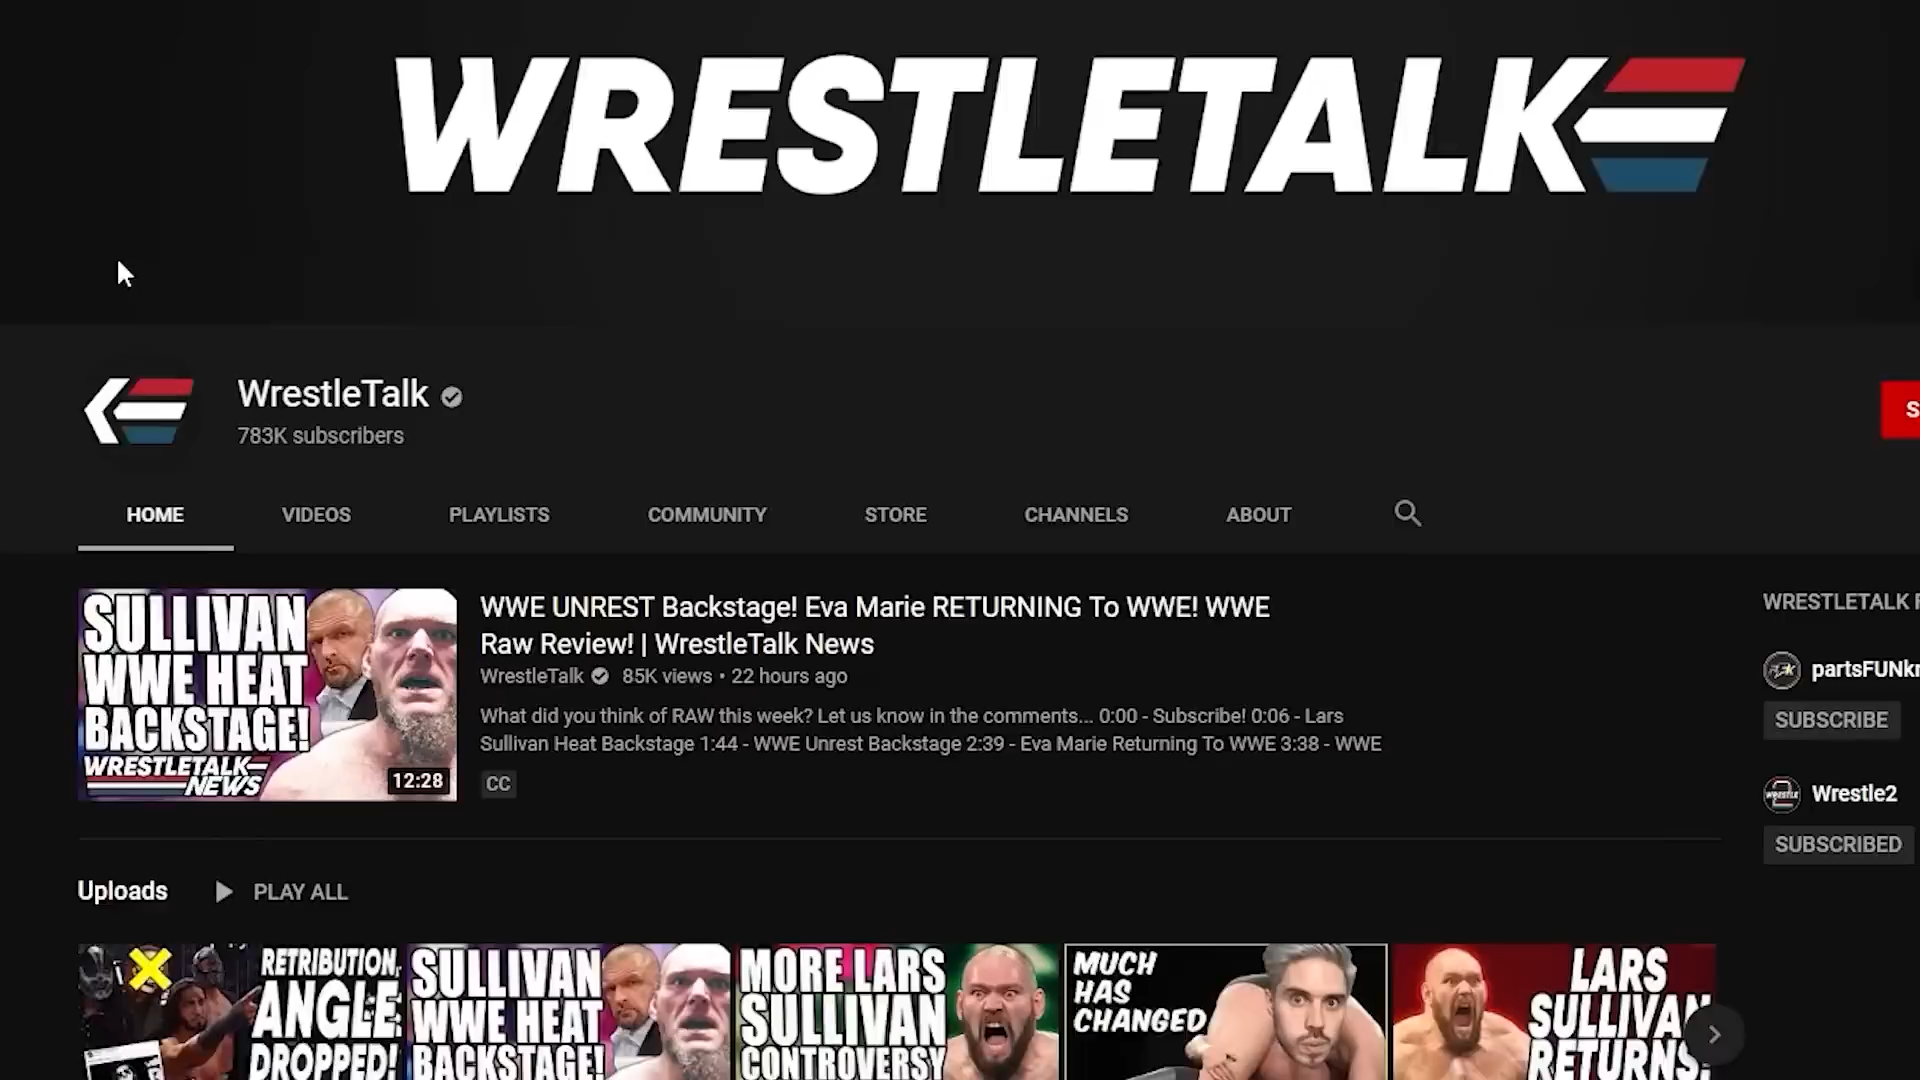 WRESTLETALK
WrestleTalk
783K subscribers
S
HOME VIDEOS PLAYLISTS COMMUNITY STORE CHANNELS ABOUT
SULLIVAN
WWE HEAT
BACKSTAGE!
WRESTLETALK
NEWS
12:28
WWE UNREST Backstage! Eva Marie RETURNING To WWE! WWE
Raw Review! | WrestleTalk News
WrestleTalk 85K views • 22 hours ago
What did you think of RAW this week? Let us know in the comments... 0:00 - Subscribe! 0:06 - Lars
Sullivan Heat Backstage 1:44 - WWE Unrest Backstage 2:39 - Eva Marie Returning To WWE 3:38 - WWE
CC
WRESTLETALK F
partsFUNkn
SUBSCRIBE
Wrestle2
SUBSCRIBED
Uploads PLAY ALL
RETRIBUTION
ANGLE
DROPPED!
SULLIVAN
WWE HEAT
BACKSTAGE!
MORE LARS
SULLIVAN
CONTROVERSY
MUCH
HAS
CHANGED
LARS
SULLIVAN
RETURNS!